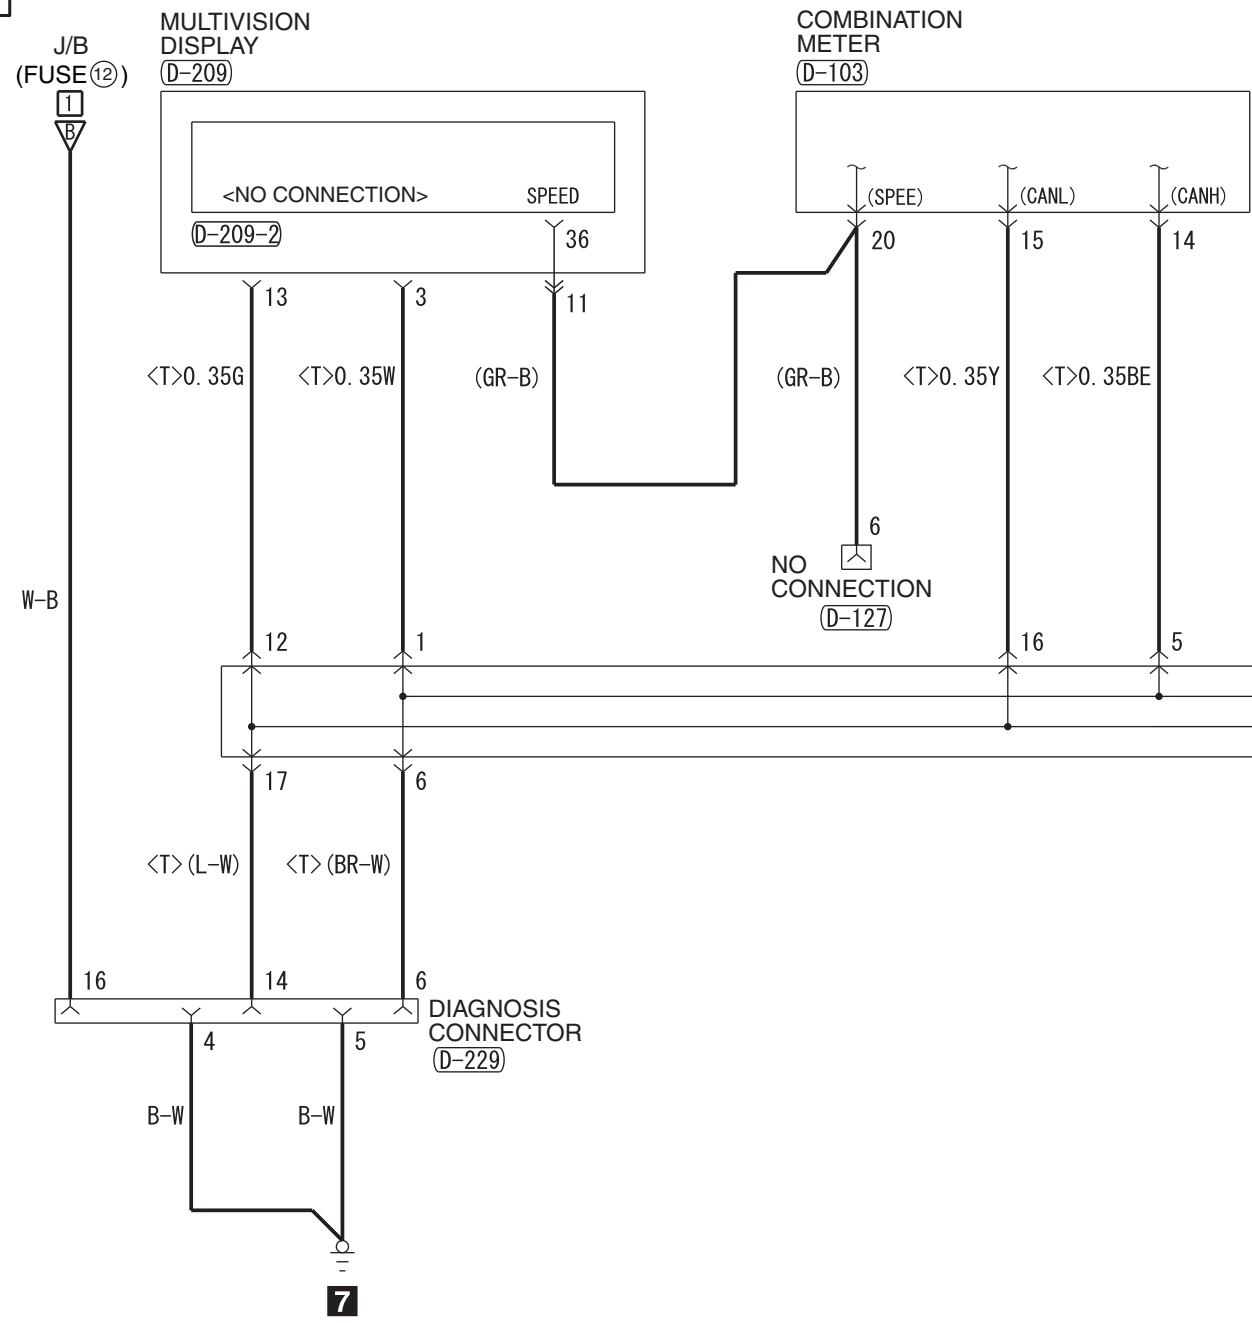 MULTIVISION
DISPLAY
(D-209)
COMBINATION
METER
(D-103)
J/B
(FUSE⑫)
1
B
<NO CONNECTION>
SPEED
(D-209-2)
36
(SPEE)
(CANL)
(CANH)
20
15
14
13
3
11
<T>0.35G
<T>0.35W
(GR-B)
(GR-B)
<T>0.35Y
<T>0.35BE
6
NO
CONNECTION
(D-127)
W-B
12
1
16
5
17
6
<T>(L-W)
<T>(BR-W)
16
14
6
DIAGNOSIS
CONNECTOR
(D-229)
4
5
B-W
B-W
7